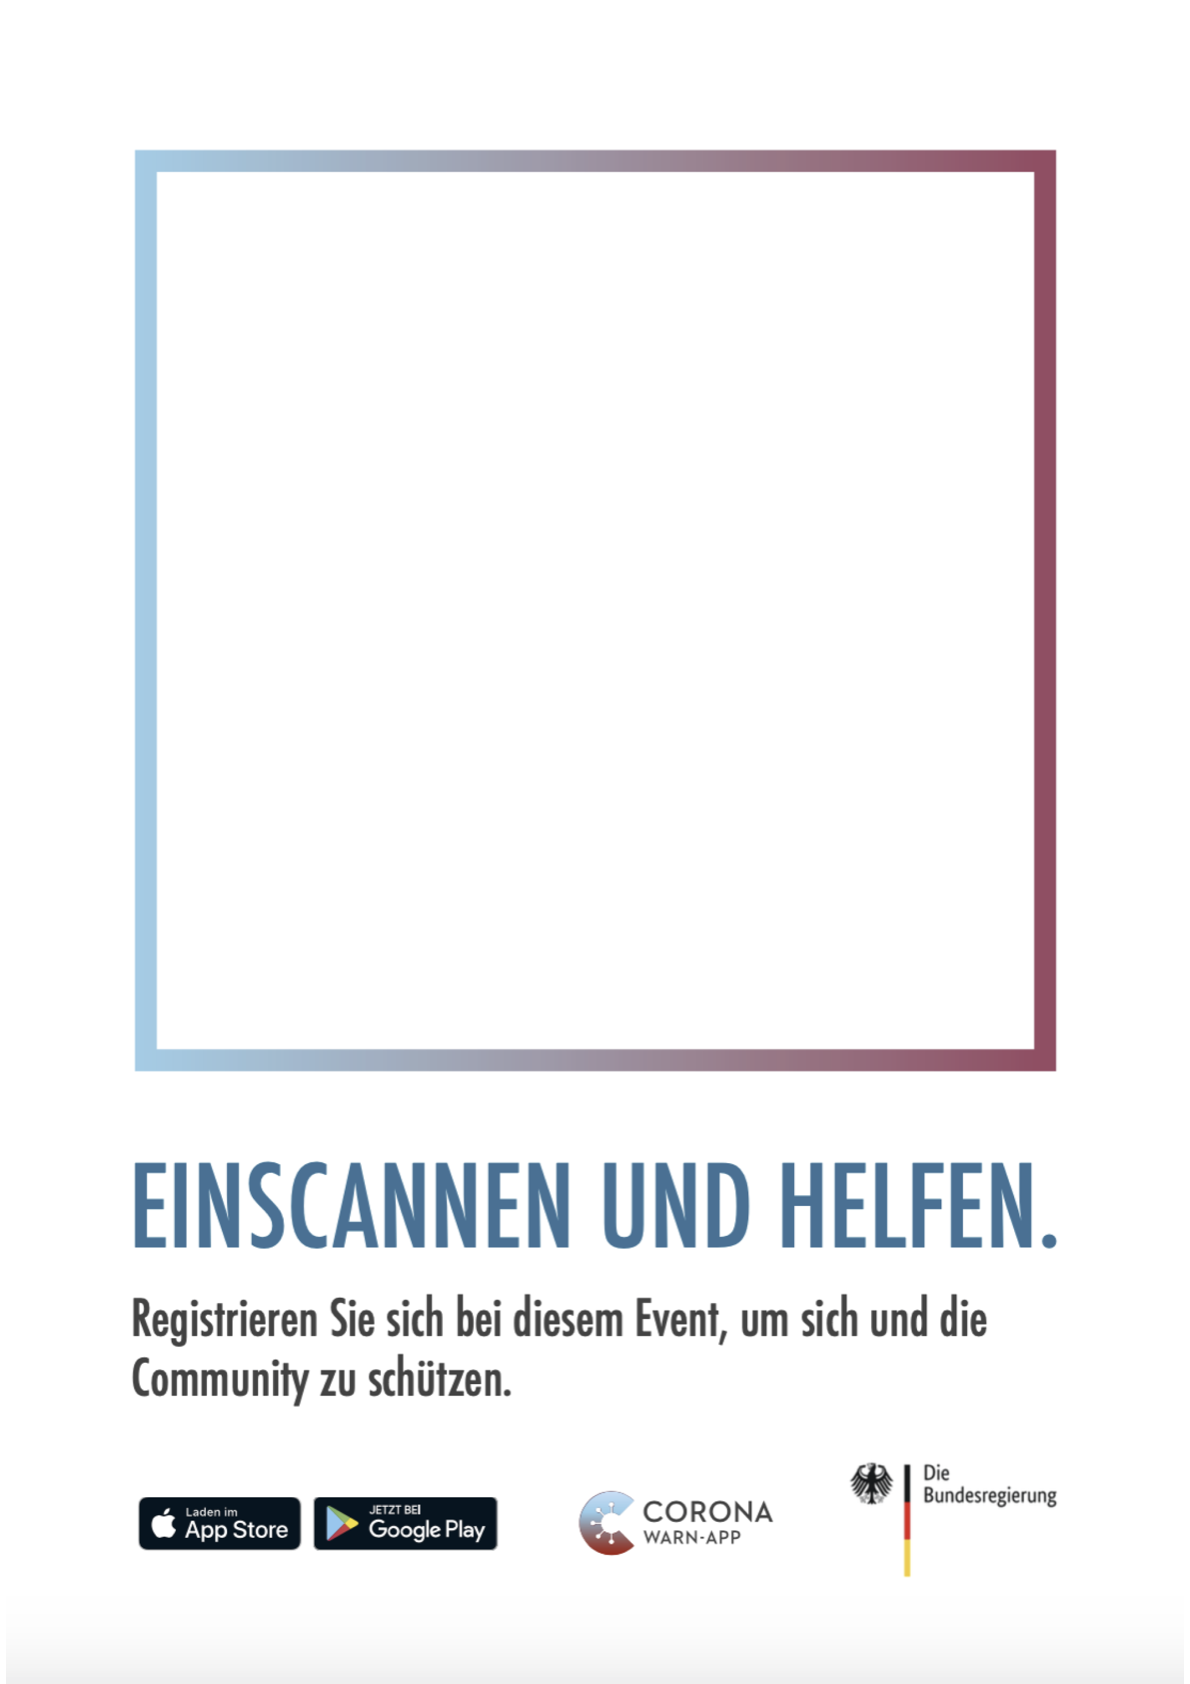 EINSCANNEN UND HELFEN.
Registrieren Sie sich bei diesem Event, um sich und die
Community zu schützen.
Laden im
App Store
JETZT BEI
Google Play
CORONA
WARN-APP
Die
Bundesregierung